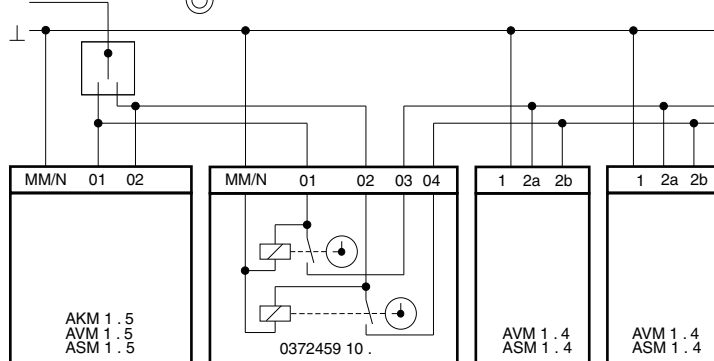 ⊥
MM/N 01 02
MM/N 01 02 03 04
1 2a 2b
1 2a 2b
AKM 1 . 5
AVM 1 . 5
ASM 1 . 5
0372459 10 .
AVM 1 . 4
ASM 1 . 4
AVM 1 . 4
ASM 1 . 4